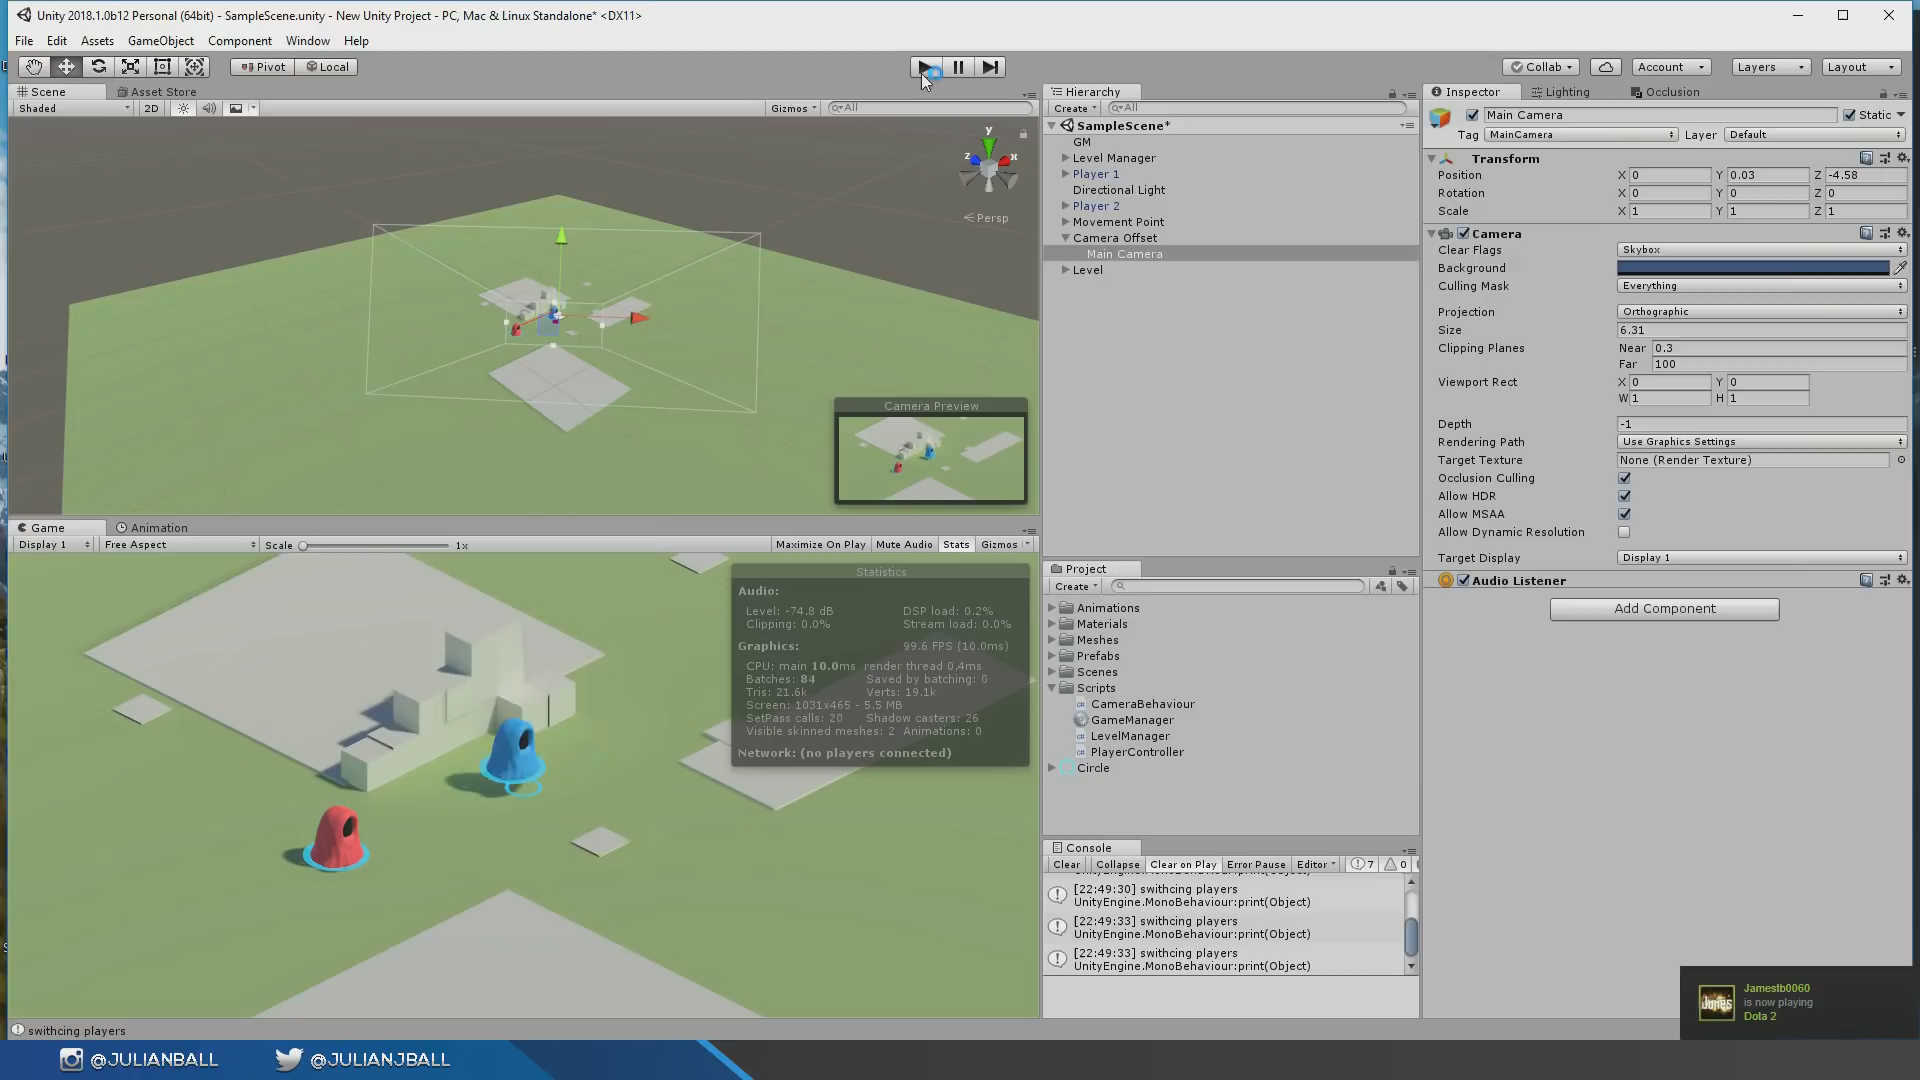 Unity 2018.1.0b12 Personal (64bit) - SampleScene.unity - New Unity Project - PC, Mac & Linux Standalone* <DX11>
File Edit Assets GameObject Component Window Help
Pivot Local Collab Account Layers Layout
Scene Asset Store
Shaded 2D Gizmos All
y
z x
Persp
Camera Preview
Game Animation
Display 1 Free Aspect Scale 1x Maximize On Play Mute Audio Stats Gizmos
Statistics
Audio:
Level: -74.8 dB DSP load: 0.2%
Clipping: 0.0% Stream load: 0.0%
Graphics: 99.6 FPS (10.0ms)
CPU: main 10.0ms render thread 0.4ms
Batches: 84 Saved by batching: 0
Tris: 21.6k Verts: 19.1k
Screen: 1031x465 - 5.5 MB
SetPass calls: 20 Shadow casters: 26
Visible skinned meshes: 2 Animations: 0
Network: (no players connected)
Hierarchy
Create All
SampleScene*
GM
Level Manager
Player 1
Directional Light
Player 2
Movement Point
Camera Offset
Main Camera
Level
Project
Create
Animations
Materials
Meshes
Prefabs
Scenes
Scripts
CameraBehaviour
GameManager
LevelManager
PlayerController
Circle
Console
Clear Collapse Clear on Play Error Pause Editor 7 0
UnityEngine.MonoBehaviour:print(Object)
[22:49:30] swithcing players
UnityEngine.MonoBehaviour:print(Object)
[22:49:33] swithcing players
UnityEngine.MonoBehaviour:print(Object)
[22:49:33] swithcing players
UnityEngine.MonoBehaviour:print(Object)
Inspector Lighting Occlusion
Main Camera Static
Tag MainCamera Layer Default
Transform
Position X 0 Y 0.03 Z -4.58
Rotation X 0 Y 0 Z 0
Scale X 1 Y 1 Z 1
Camera
Clear Flags Skybox
Background
Culling Mask Everything
Projection Orthographic
Size 6.31
Clipping Planes Near 0.3
Far 100
Viewport Rect X 0 Y 0
W 1 H 1
Depth -1
Rendering Path Use Graphics Settings
Target Texture None (Render Texture)
Occlusion Culling
Allow HDR
Allow MSAA
Allow Dynamic Resolution
Target Display Display 1
Audio Listener
Add Component
James
Jamestb0060
is now playing
Dota 2
swithcing players
@JULIANBALL @JULIANJBALL